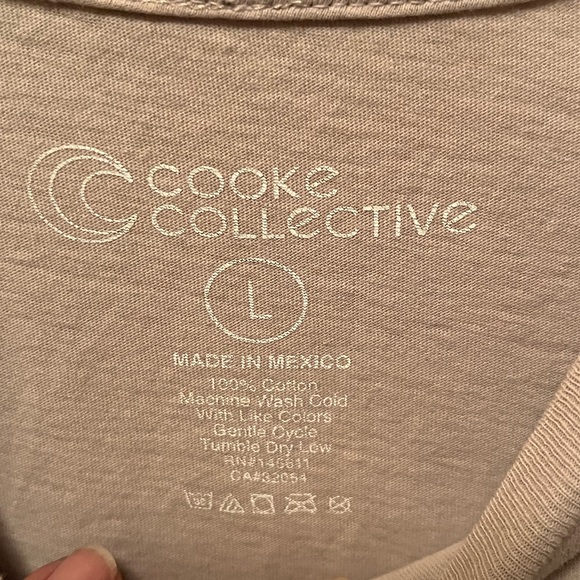 COOKE
COLLECTIVE
L
MADE IN MEXICO
100% Cotton
Machine Wash Cold
With Like Colors
Gentle Cycle
Tumble Dry Low
RN#146611
CA#32054